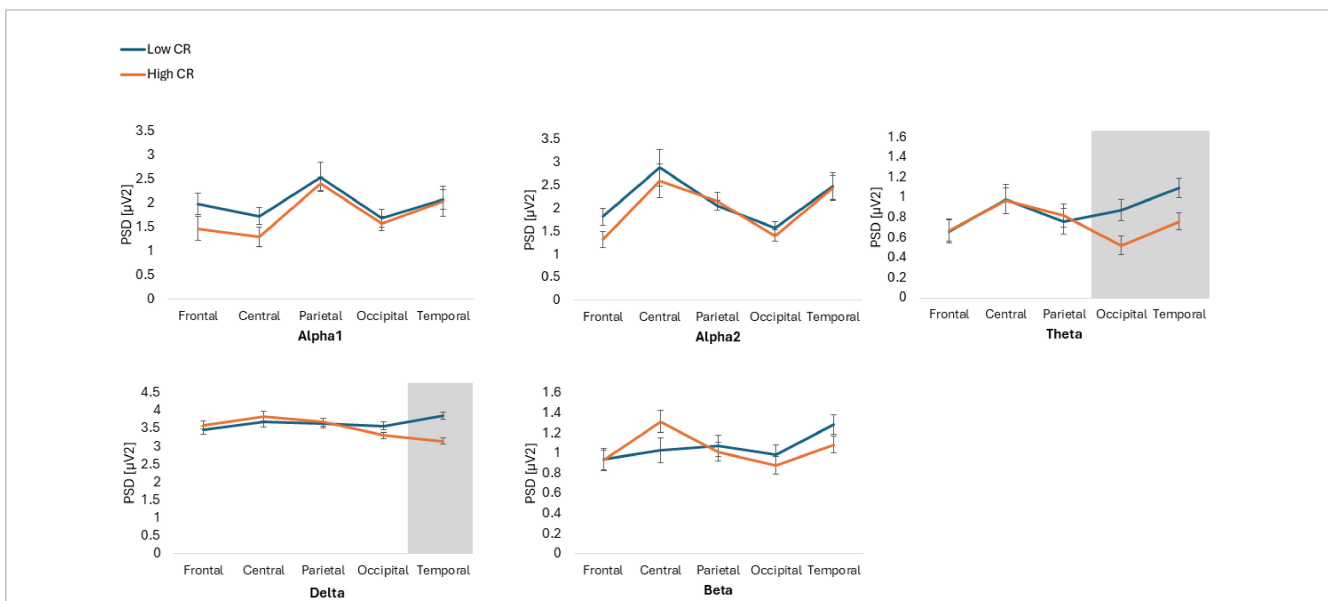 Low CR
High CR
PSD [µV2]
3.5
3
2.5
2
1.5
1
0.5
0
Frontal Central Parietal Occipital Temporal
Alpha1
PSD [µV2]
3.5
3
2.5
2
1.5
1
0.5
0
Frontal Central Parietal Occipital Temporal
Alpha2
PSD [µV2]
1.6
1.4
1.2
1
0.8
0.6
0.4
0.2
0
Frontal Central Parietal Occipital Temporal
Theta
PSD [µV2]
4.5
4
3.5
3
2.5
2
1.5
1
0.5
0
Frontal Central Parietal Occipital Temporal
Delta
PSD [µV2]
1.6
1.4
1.2
1
0.8
0.6
0.4
0.2
0
Frontal Central Parietal Occipital Temporal
Beta